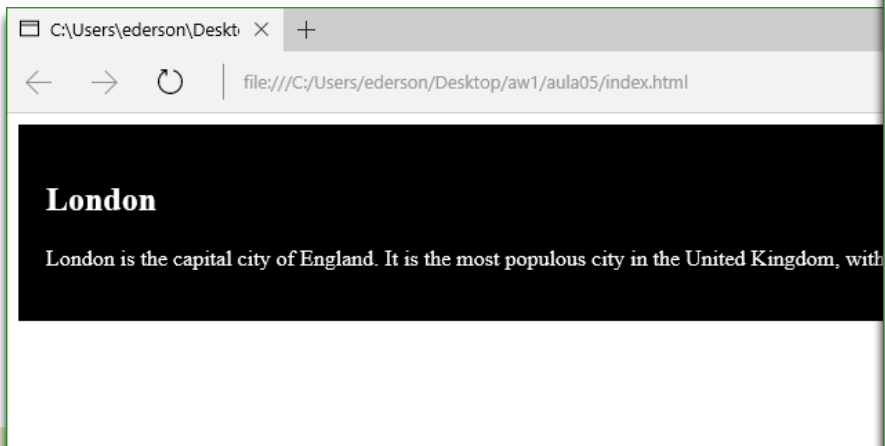 C:\Users\ederson\Deskt
file:///C:/Users/ederson/Desktop/aw1/aula05/index.html
London
London is the capital city of England. It is the most populous city in the United Kingdom, with